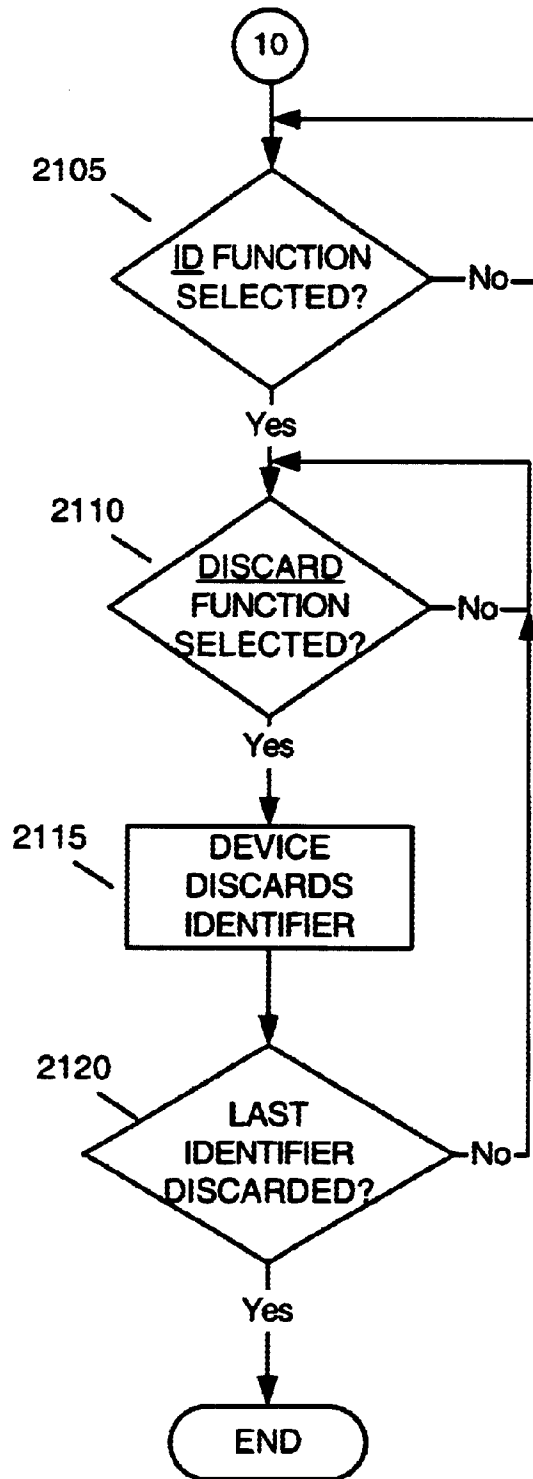 10
2105
ID FUNCTION
SELECTED?
No
Yes
2110
DISCARD
FUNCTION
SELECTED?
No
Yes
2115
DEVICE
DISCARDS
IDENTIFIER
2120
LAST
IDENTIFIER
DISCARDED?
No
Yes
END